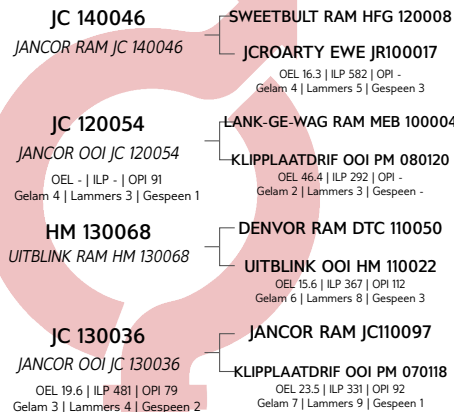 JC 140046
JANCOR RAM JC 140046
SWEETBULT RAM HFG 120008
JCROARTY EWE JR100017
OEL 16.3 | ILP 582 | OPI -
Gelam 4 | Lammers 5 | Gespeen 3
JC 120054
JANCOR OOI JC 120054
OEL - | ILP - | OPI 91
Gelam 4 | Lammers 3 | Gespeen 1
LANK-GE-WAG RAM MEB 100004
KLIPPLAATDRIF OOI PM 080120
OEL 46.4 | ILP 292 | OPI -
Gelam 2 | Lammers 3 | Gespeen -
HM 130068
UITBLINK RAM HM 130068
DENVOR RAM DTC 110050
UITBLINK OOI HM 110022
OEL 15.6 | ILP 367 | OPI 112
Gelam 6 | Lammers 8 | Gespeen 3
JC 130036
JANCOR OOI JC 130036
OEL 19.6 | ILP 481 | OPI 79
Gelam 3 | Lammers 4 | Gespeen 2
JANCOR RAM JC110097
KLIPPLAATDRIF OOI PM 070118
OEL 23.5 | ILP 331 | OPI 92
Gelam 7 | Lammers 9 | Gespeen 1